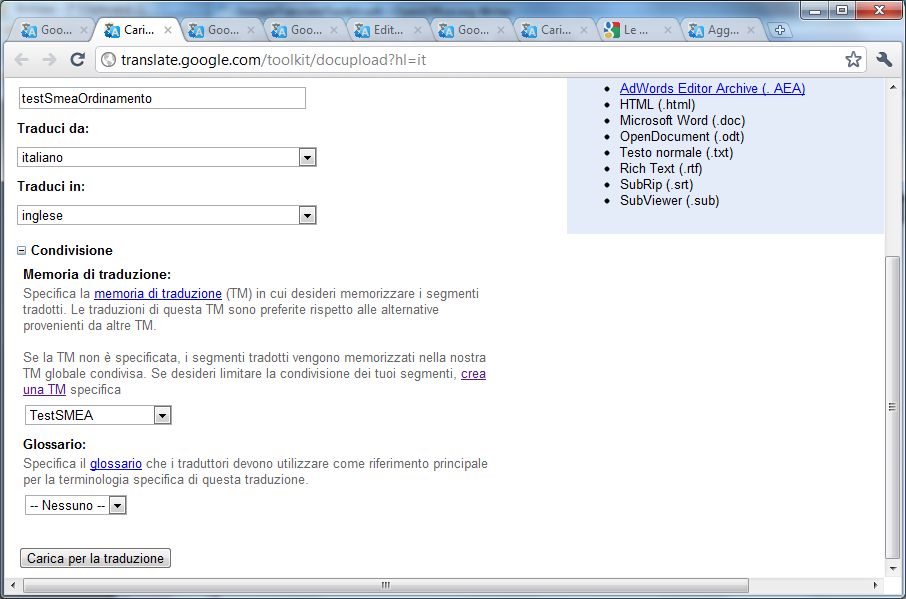 Goo...
Cari...
Goo...
Goo...
Edit...
Goo...
Cari...
Le ...
Agg...
translate.google.com/toolkit/docupload?hl=it
testSmeaOrdinamento
Traduci da:
italiano
Traduci in:
inglese
Condivisione
Memoria di traduzione:
Specifica la memoria di traduzione (TM) in cui desideri memorizzare i segmenti
tradotti. Le traduzioni di questa TM sono preferite rispetto alle alternative
provenienti da altre TM.
Se la TM non è specificata, i segmenti tradotti vengono memorizzati nella nostra
TM globale condivisa. Se desideri limitare la condivisione dei tuoi segmenti, crea
una TM specifica
TestSMEA
Glossario:
Specifica il glossario che i traduttori devono utilizzare come riferimento principale
per la terminologia specifica di questa traduzione.
-- Nessuno --
Carica per la traduzione
AdWords Editor Archive (. AEA)
HTML (.html)
Microsoft Word (.doc)
OpenDocument (.odt)
Testo normale (.txt)
Rich Text (.rtf)
SubRip (.srt)
SubViewer (.sub)